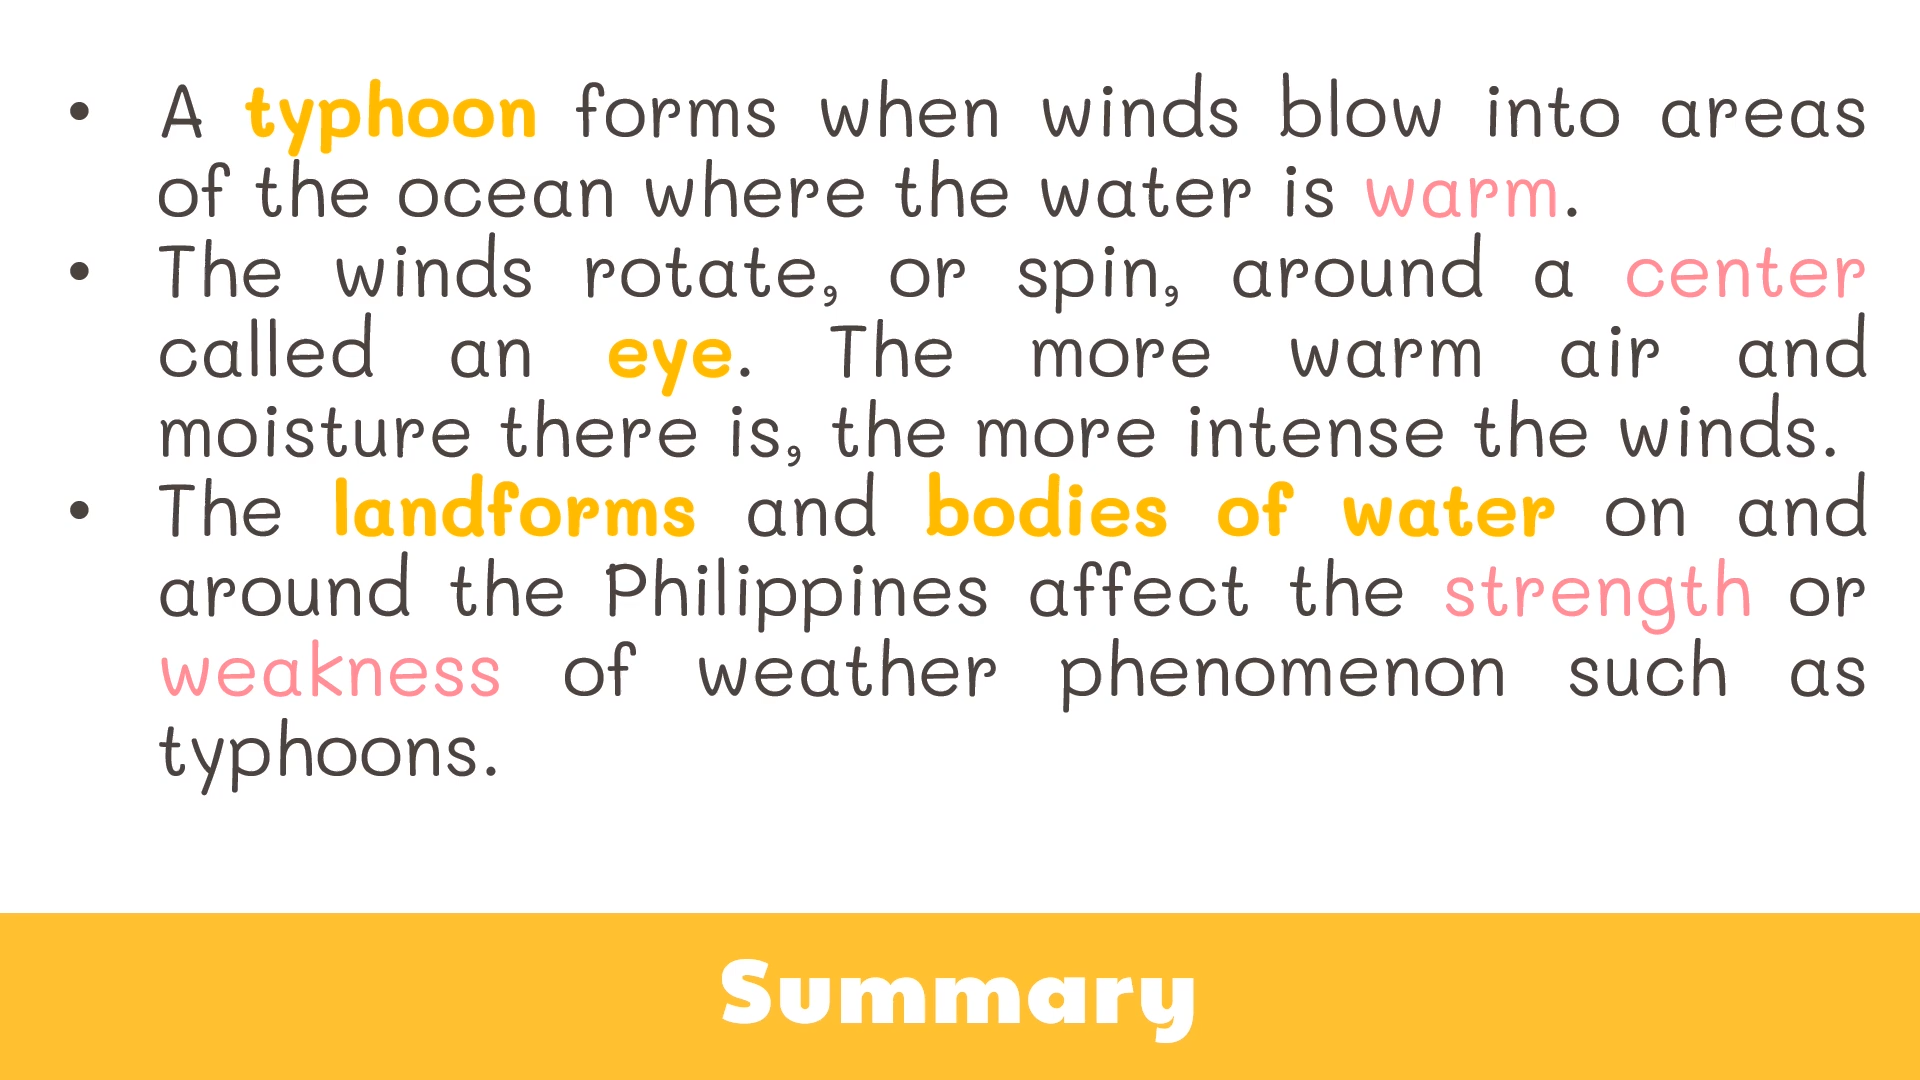 • A typhoon forms when winds blow into areas
of the ocean where the water is warm.
• The winds rotate, or spin, around a center
called an eye. The more warm air and
moisture there is, the more intense the winds.
• The landforms and bodies of water on and
around the Philippines affect the strength or
weakness of weather phenomenon such as
typhoons.
Summary